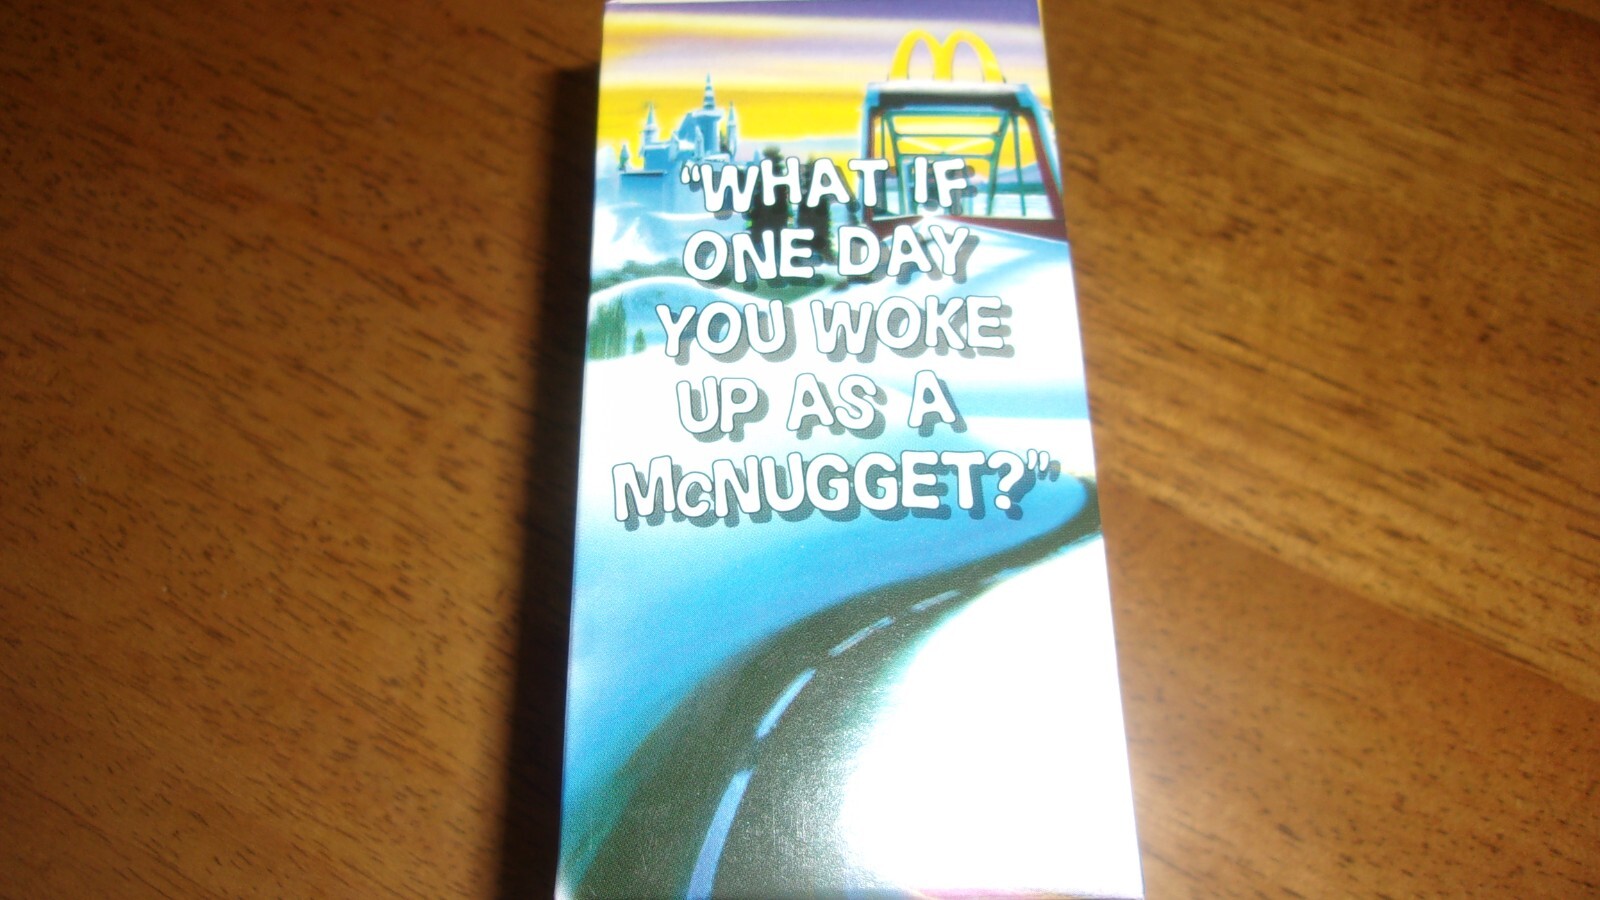 “WHAT IF
ONE DAY
YOU WOKE
UP AS A
McNUGGET?”